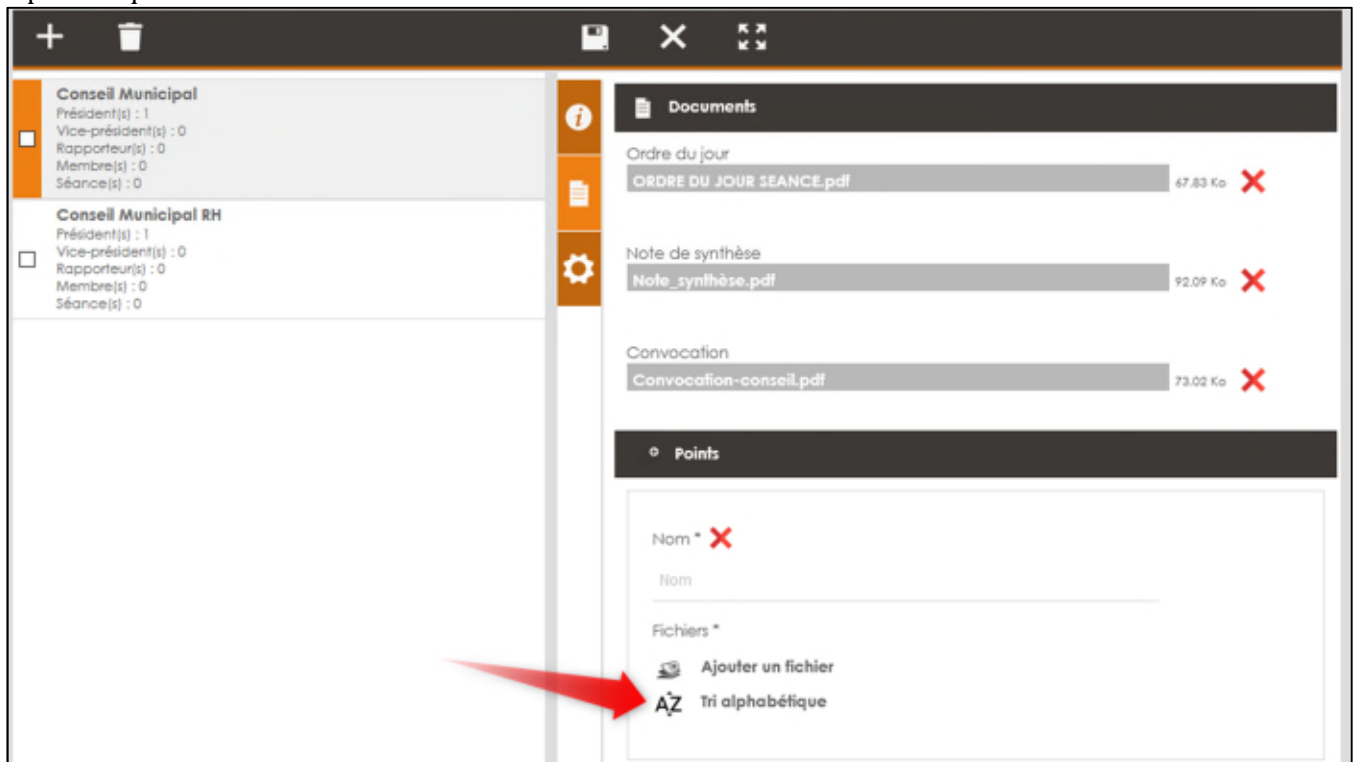 Conseil Municipal
Président(s) : 1
Vice-président(s) : 0
Rapporteur(s) : 0
Membre(s) : 0
Séance(s) : 0
Conseil Municipal RH
Président(s) : 1
Vice-président(s) : 0
Rapporteur(s) : 0
Membre(s) : 0
Séance(s) : 0
Documents
Ordre du jour
ORDRE DU JOUR SEANCE.pdf 67.83 Ko
Note de synthèse
Note_synthèse.pdf 92.09 Ko
Convocation
Convocation-conseil.pdf 73.02 Ko
Points
Nom *
Nom
Fichiers *
Ajouter un fichier
AZ Tri alphabétique